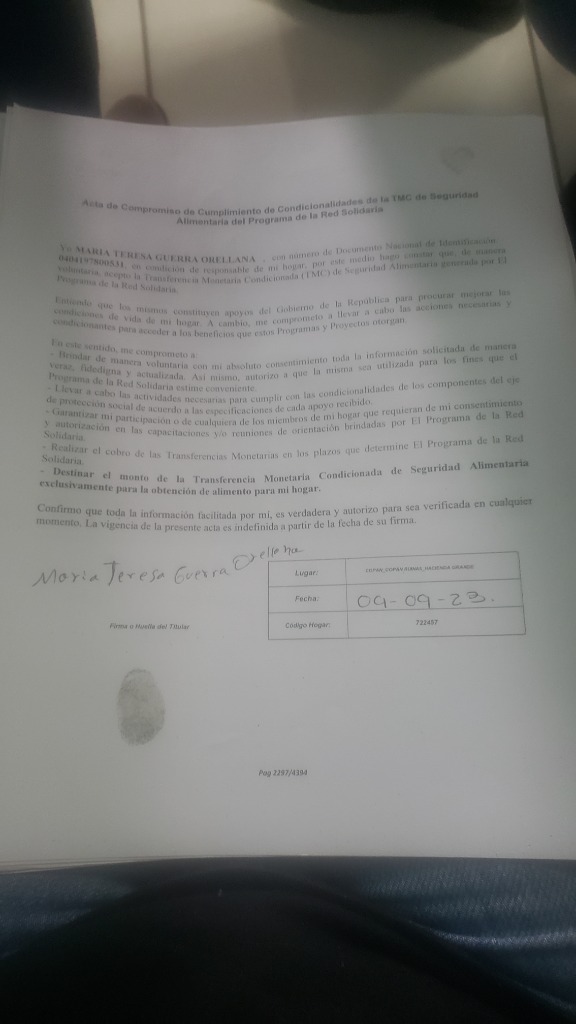 Acta de Compromiso de Cumplimiento de Condicionalidades de la TMC de Seguridad
Alimentaria del Programa de la Red Solidaria
Yo MARIA TERESA GUERRA ORELLANA , con número de Documento Nacional de Identificación
0404197800531, en condición de responsable de mi hogar, por este medio hago constar que, de manera
voluntaria, acepto la Transferencia Monetaria Condicionada (TMC) de Seguridad Alimentaria generada por El
Programa de la Red Solidaria.
Entiendo que los mismos constituyen apoyos del Gobierno de la República para procurar mejorar las
condiciones de vida de mi hogar. A cambio, me comprometo a llevar a cabo las acciones necesarias y
condicionantes para acceder a los beneficios que estos Programas y Proyectos otorgan.
En este sentido, me comprometo a:
- Brindar de manera voluntaria con mi absoluto consentimiento toda la información solicitada de manera
veraz, fidedigna y actualizada. Así mismo, autorizo a que la misma sea utilizada para los fines que el
Programa de la Red Solidaria estime conveniente.
- Llevar a cabo las actividades necesarias para cumplir con las condicionalidades de los componentes del eje
de protección social de acuerdo a las especificaciones de cada apoyo recibido.
- Garantizar mi participación o de cualquiera de los miembros de mi hogar que requieran de mi consentimiento
y autorización en las capacitaciones y/o reuniones de orientación brindadas por El Programa de la Red
Solidaria.
- Realizar el cobro de las Transferencias Monetarias en los plazos que determine El Programa de la Red
Solidaria.
- Destinar el monto de la Transferencia Monetaria Condicionada de Seguridad Alimentaria
exclusivamente para la obtención de alimento para mi hogar.
Confirmo que toda la información facilitada por mí, es verdadera y autorizo para sea verificada en cualquier
momento. La vigencia de la presente acta es indefinida a partir de la fecha de su firma.
Maria Teresa Guerra Orellana
Firma o Huella del Titular
Lugar: COPAN_COPAN RUINAS_HACIENDA GRANDE
Fecha: 09-09-23.
Código Hogar: 722457
Pag 2297/4394